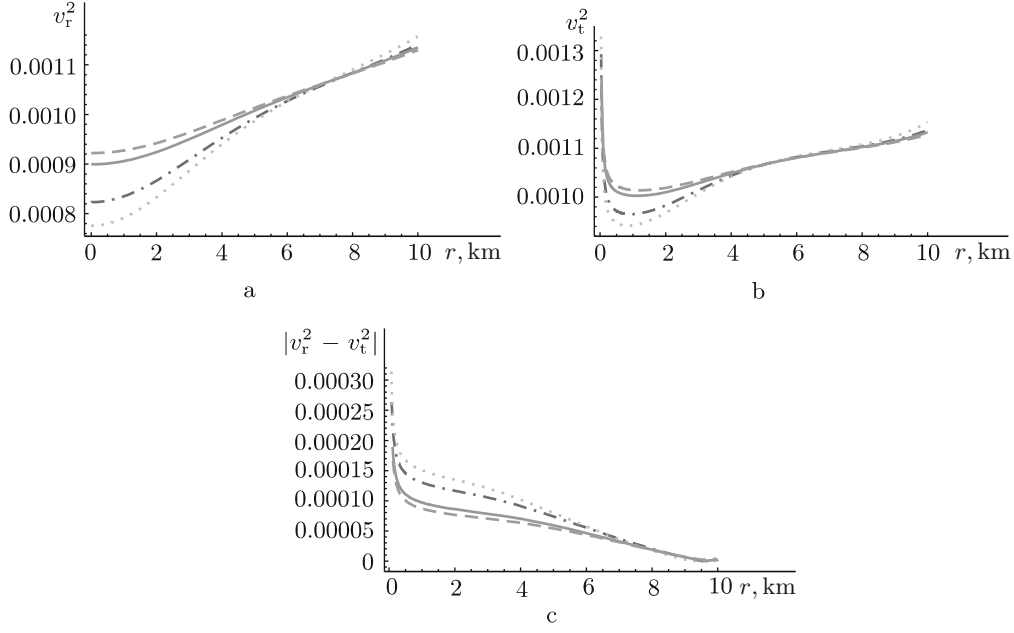 v_r^2
0.0011
0.0010
0.0009
0.0008
0 2 4 6 8 10 r, km
a
v_t^2
0.0013
0.0012
0.0011
0.0010
0 2 4 6 8 10 r, km
b
|v_r^2 − v_t^2|
0.00030
0.00025
0.00020
0.00015
0.00010
0.00005
0
0 2 4 6 8 10 r, km
c